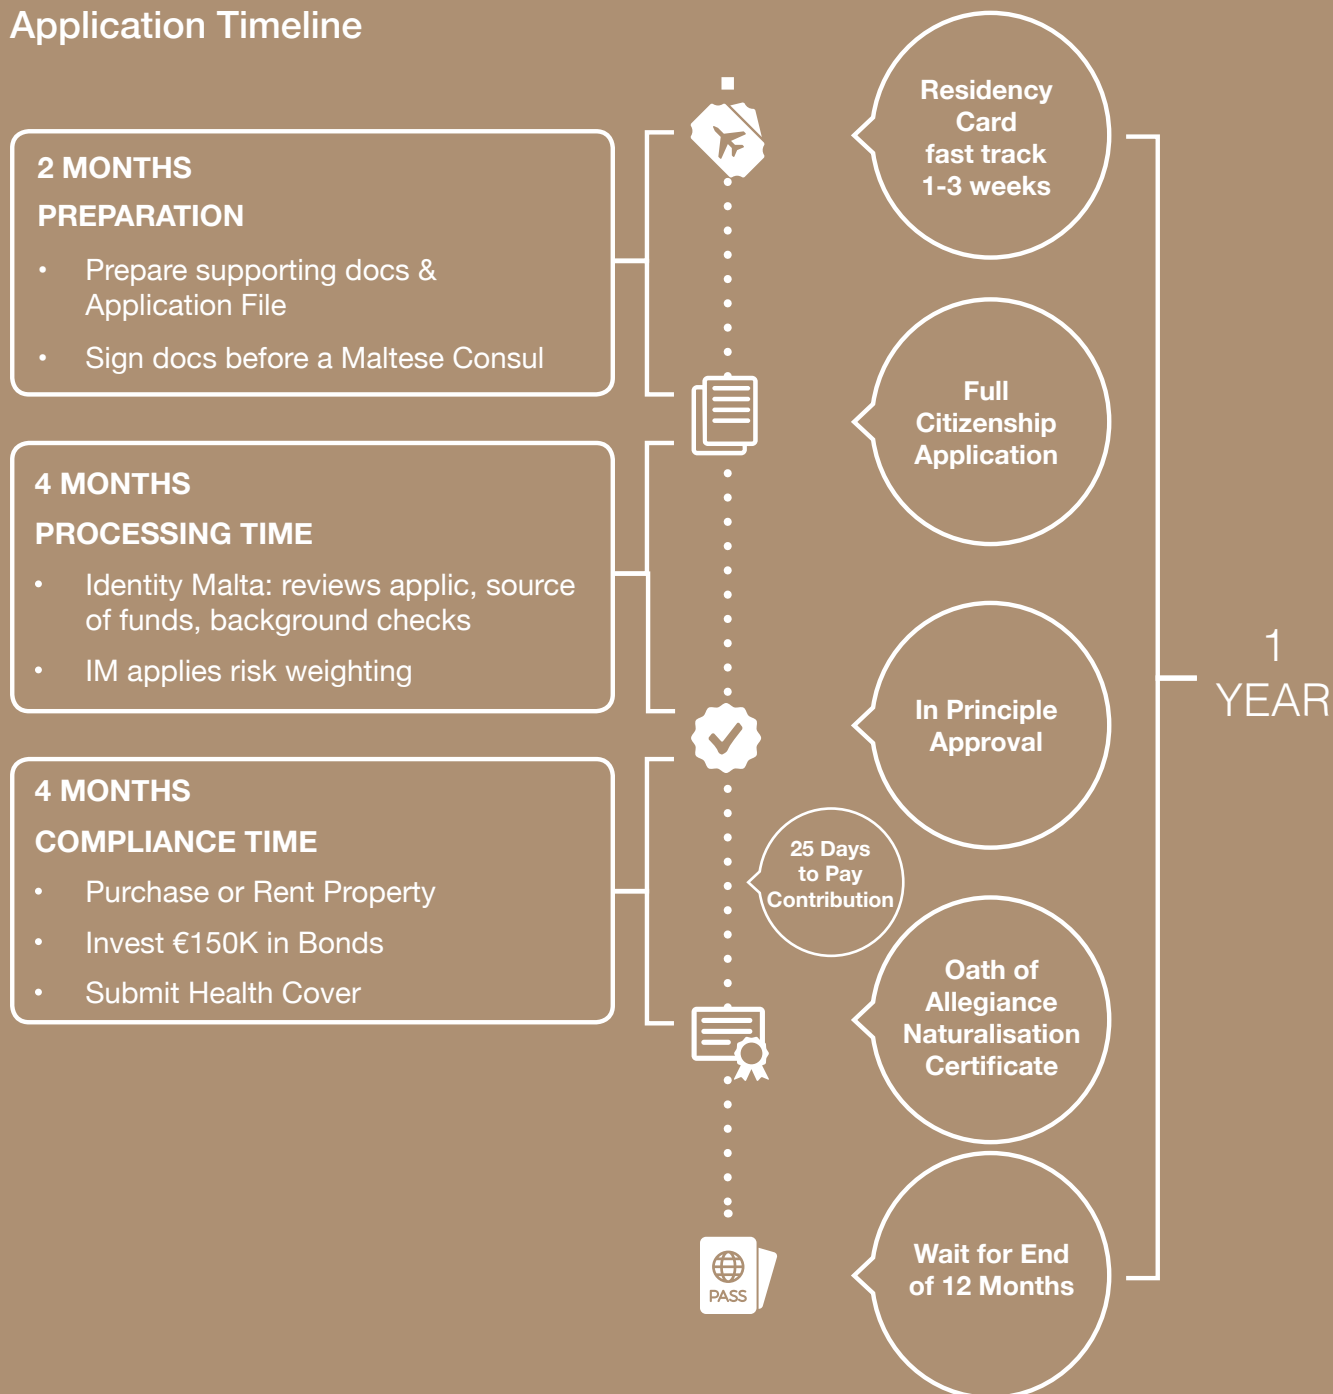 Application Timeline
2 MONTHS
PREPARATION
• Prepare supporting docs &
Application File
• Sign docs before a Maltese Consul
4 MONTHS
PROCESSING TIME
• Identity Malta: reviews applic, source
of funds, background checks
• IM applies risk weighting
4 MONTHS
COMPLIANCE TIME
• Purchase or Rent Property
• Invest €150K in Bonds
• Submit Health Cover
Residency
Card
fast track
1-3 weeks
Full
Citizenship
Application
In Principle
Approval
25 Days
to Pay
Contribution
Oath of
Allegiance
Naturalisation
Certificate
PASS
Wait for End
of 12 Months
1
YEAR